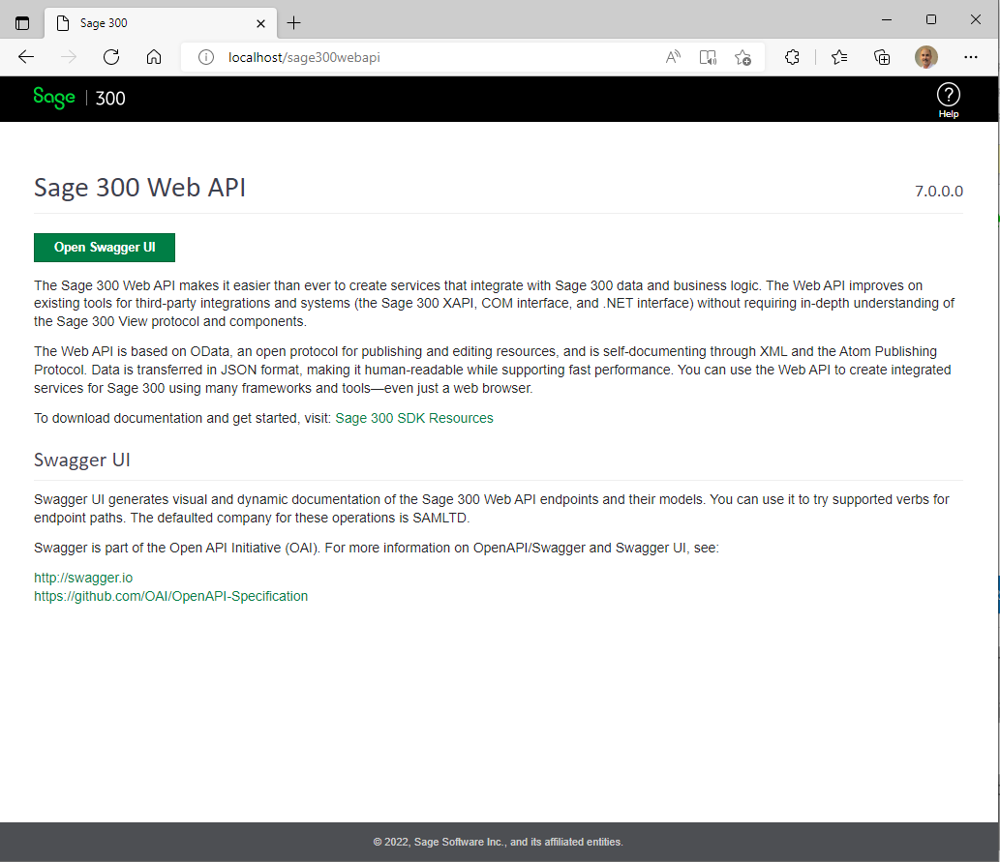 Sage 300
localhost/sage300webapi
Sage | 300
Help
Sage 300 Web API
7.0.0.0
Open Swagger UI
The Sage 300 Web API makes it easier than ever to create services that integrate with Sage 300 data and business logic. The Web API improves on
existing tools for third-party integrations and systems (the Sage 300 XAPI, COM interface, and .NET interface) without requiring in-depth understanding of
the Sage 300 View protocol and components.
The Web API is based on OData, an open protocol for publishing and editing resources, and is self-documenting through XML and the Atom Publishing
Protocol. Data is transferred in JSON format, making it human-readable while supporting fast performance. You can use the Web API to create integrated
services for Sage 300 using many frameworks and tools—even just a web browser.
To download documentation and get started, visit: Sage 300 SDK Resources
Swagger UI
Swagger UI generates visual and dynamic documentation of the Sage 300 Web API endpoints and their models. You can use it to try supported verbs for
endpoint paths. The defaulted company for these operations is SAMLTD.
Swagger is part of the Open API Initiative (OAI). For more information on OpenAPI/Swagger and Swagger UI, see:
http://swagger.io
https://github.com/OAI/OpenAPI-Specification
© 2022, Sage Software Inc., and its affiliated entities.